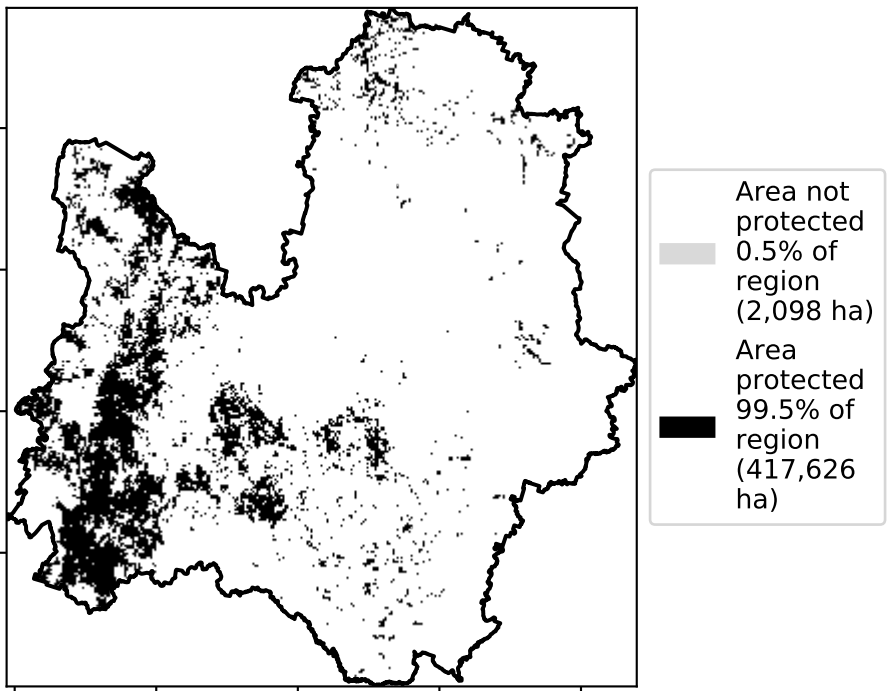 Area not
protected
0.5% of
region
(2,098 ha)
Area
protected
99.5% of
region
(417,626
ha)